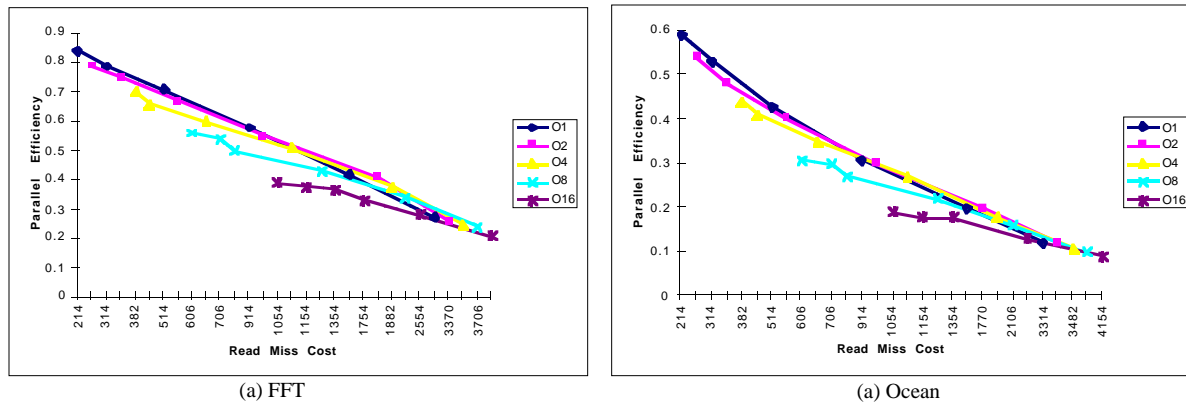 0.9
0.8
0.7
0.6
0.5
0.4
0.3
0.2
0.1
0
Parallel Efficiency
214 314 382 514 606 706 914 1054 1154 1354 1754 1882 2554 3370 3706
Read Miss Cost
O1
O2
O4
O8
O16
(a) FFT
0.6
0.5
0.4
0.3
0.2
0.1
0
Parallel Efficiency
214 314 382 514 606 706 914 1054 1154 1354 1770 2106 3314 3482 4154
Read Miss Cost
O1
O2
O4
O8
O16
(a) Ocean